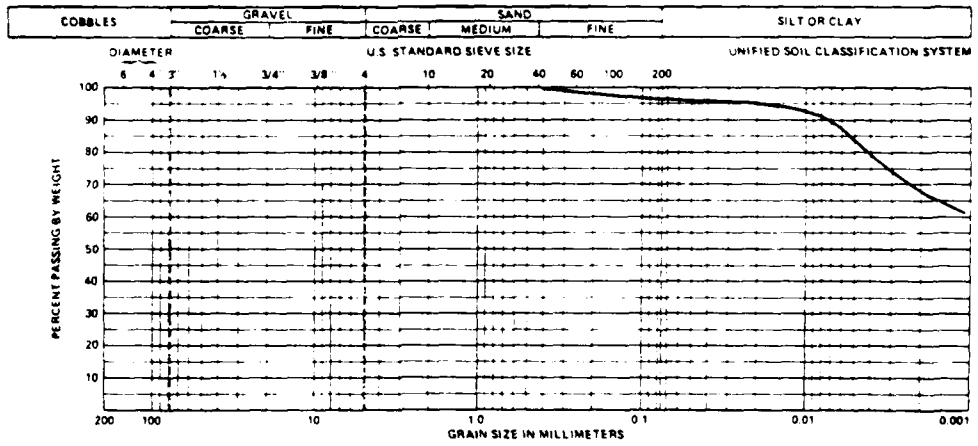 COBBLES GRAVEL SAND SILT OR CLAY
COARSE FINE COARSE MEDIUM FINE
DIAMETER U.S. STANDARD SIEVE SIZE UNIFIED SOIL CLASSIFICATION SYSTEM
6 4 3" 1½ 3/4" 3/8" 4 10 20 40 60 100 200
100
90
80
70
60
50
40
30
20
10
PERCENT PASSING BY WEIGHT
200 100 10 1.0 0.1 0.01 0.001
GRAIN SIZE IN MILLIMETERS